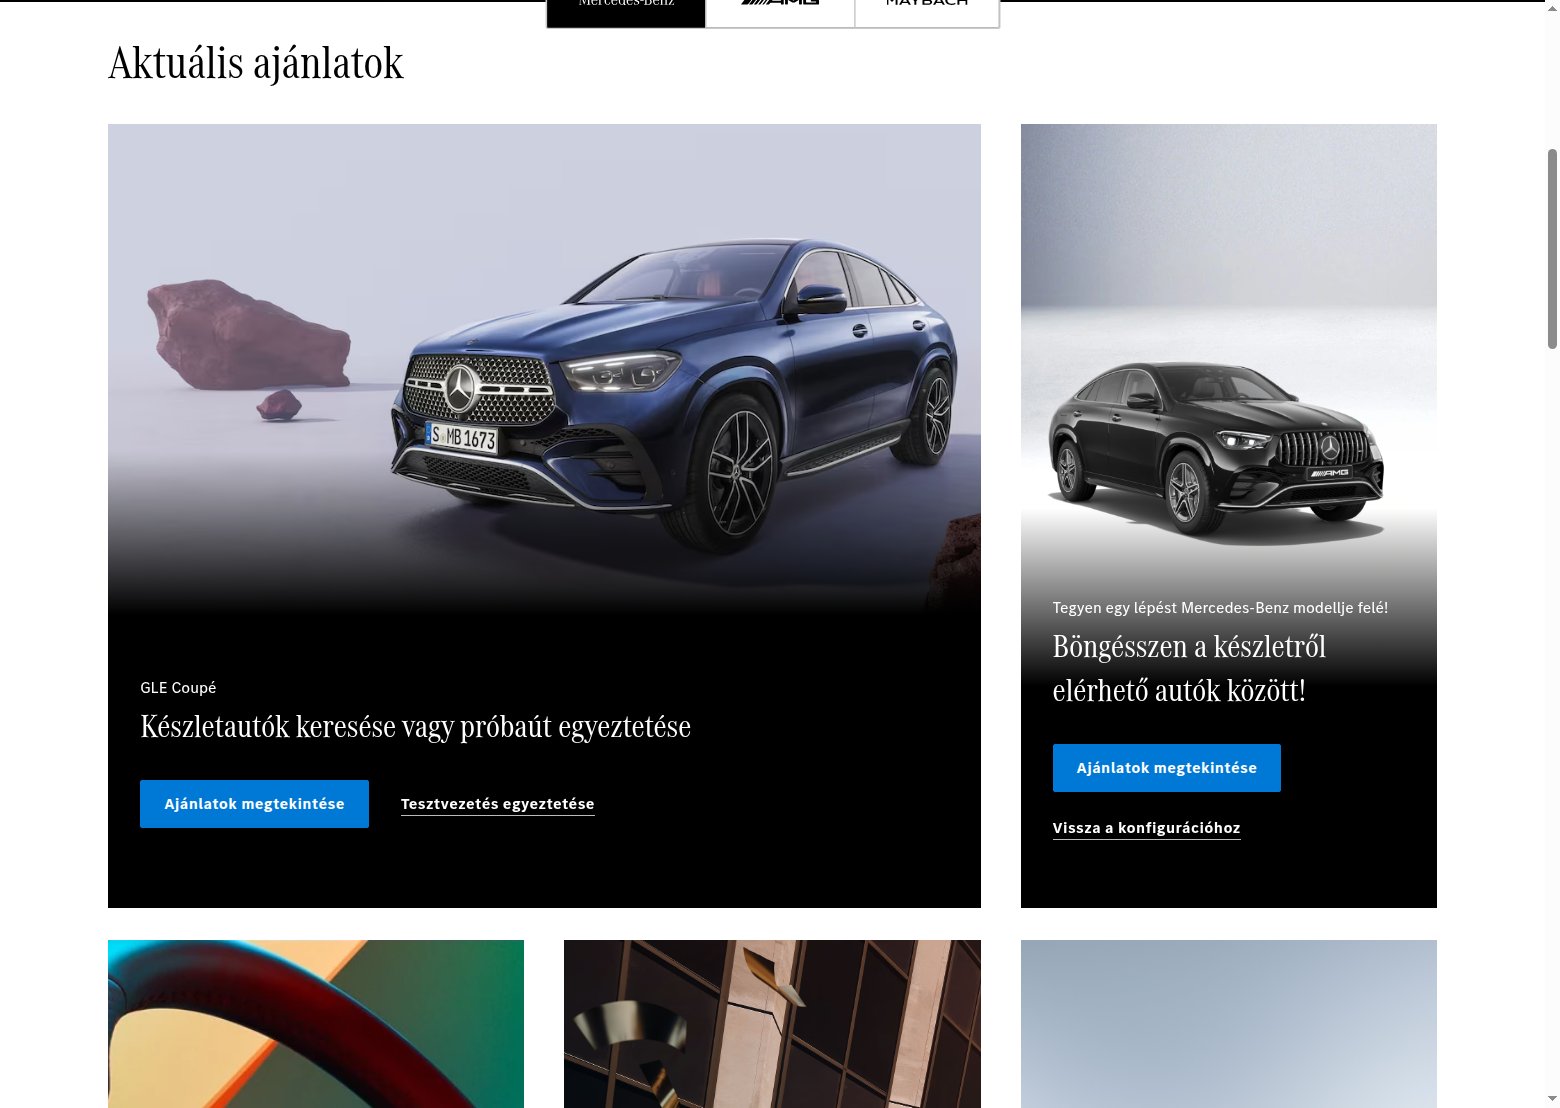 Mercedes-Benz
AMG
MAYBACH
Aktuális ajánlatok
S MB 1673
AMG
GLE Coupé
Készletautók keresése vagy próbaút egyeztetése
Ajánlatok megtekintése
Tesztvezetés egyeztetése
Tegyen egy lépést Mercedes-Benz modellje felé!
Böngésszen a készletről
elérhető autók között!
Ajánlatok megtekintése
Vissza a konfigurációhoz